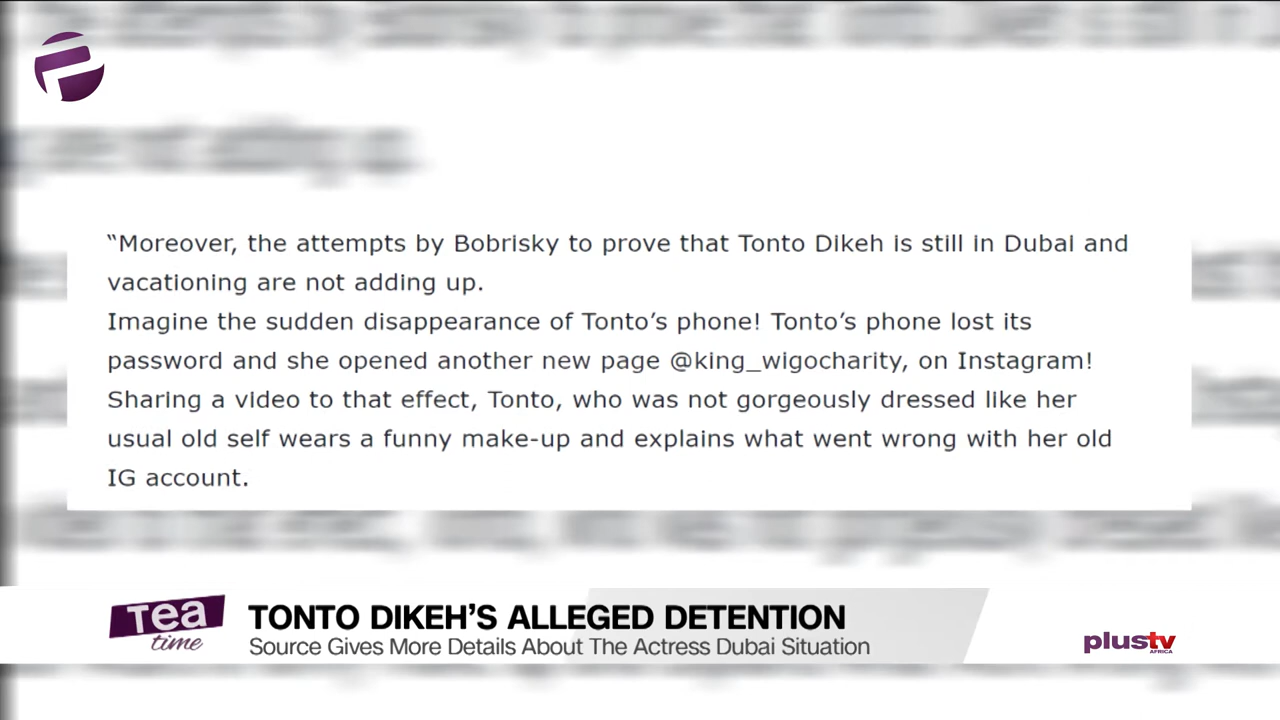 “Moreover, the attempts by Bobrisky to prove that Tonto Dikeh is still in Dubai and
vacationing are not adding up.
Imagine the sudden disappearance of Tonto’s phone! Tonto’s phone lost its
password and she opened another new page @king_wigocharity, on Instagram!
Sharing a video to that effect, Tonto, who was not gorgeously dressed like her
usual old self wears a funny make-up and explains what went wrong with her old
IG account.
Tea
time
TONTO DIKEH’S ALLEGED DETENTION
Source Gives More Details About The Actress Dubai Situation
plustv
AFRICA